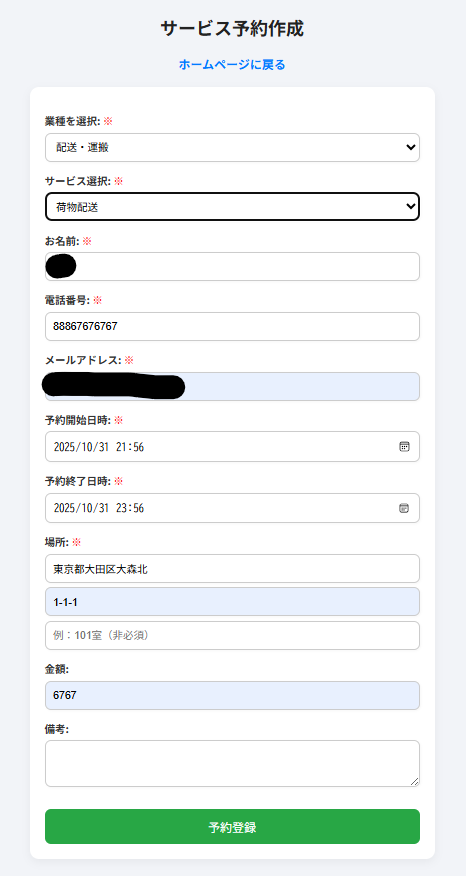 サービス予約作成
ホームページに戻る
業種を選択: ※
配送・運搬
サービス選択: ※
荷物配送
お名前: ※
電話番号: ※
88867676767
メールアドレス: ※
予約開始日時: ※
2025/10/31 21:56
予約終了日時: ※
2025/10/31 23:56
場所: ※
東京都大田区大森北
1-1-1
例：101室（非必須）
金額:
6767
備考:
予約登録